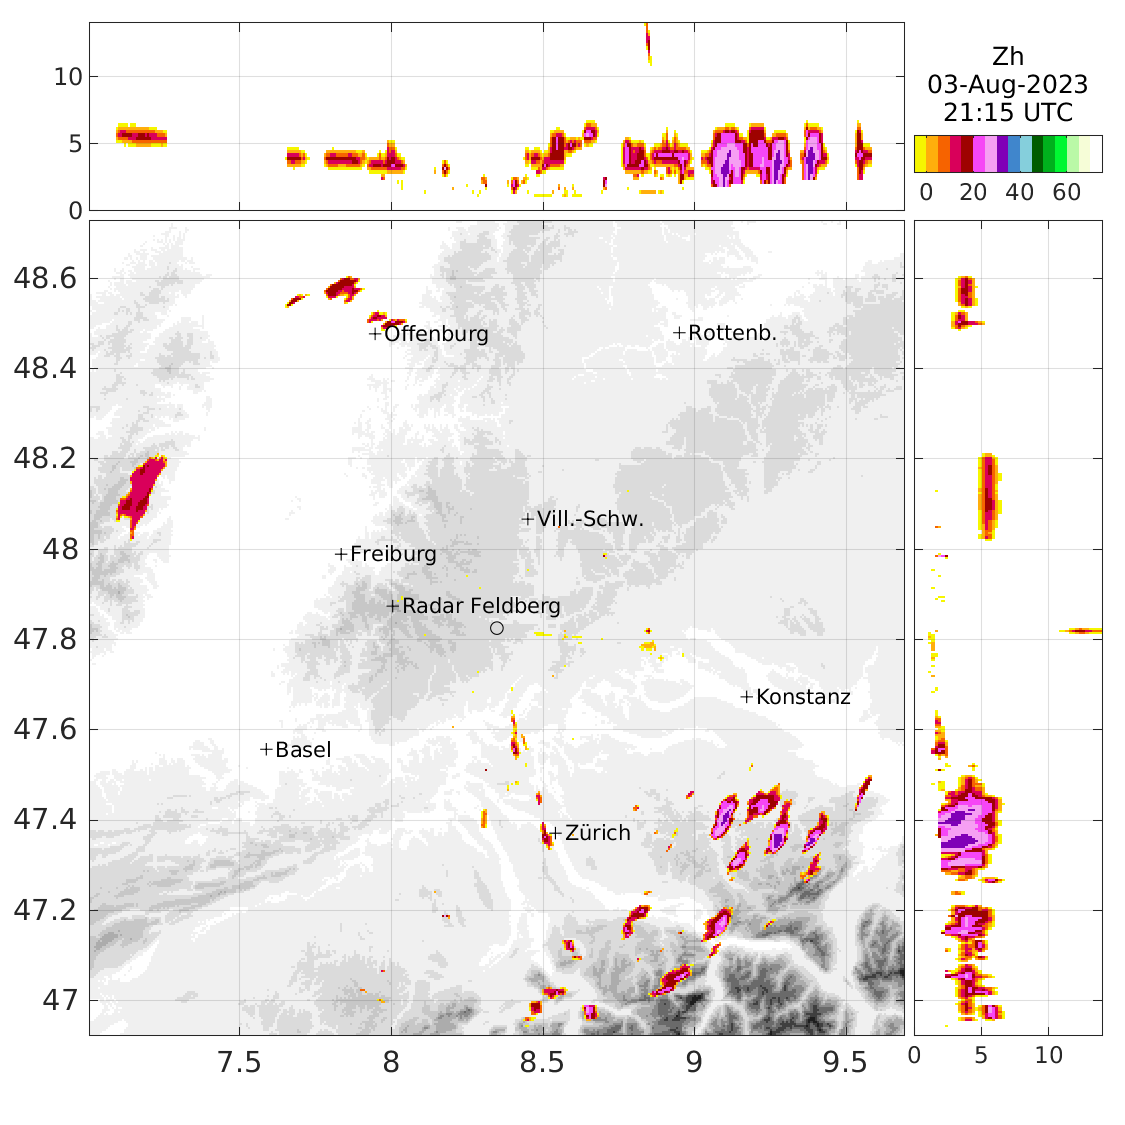 10
5
0
Zh
03-Aug-2023
21:15 UTC
0 20 40 60
48.6
48.4
48.2
48
47.8
47.6
47.4
47.2
47
Offenburg
Rottenb.
Vill.-Schw.
Freiburg
Radar Feldberg
Konstanz
Basel
Zürich
7.5 8 8.5 9 9.5
0 5 10